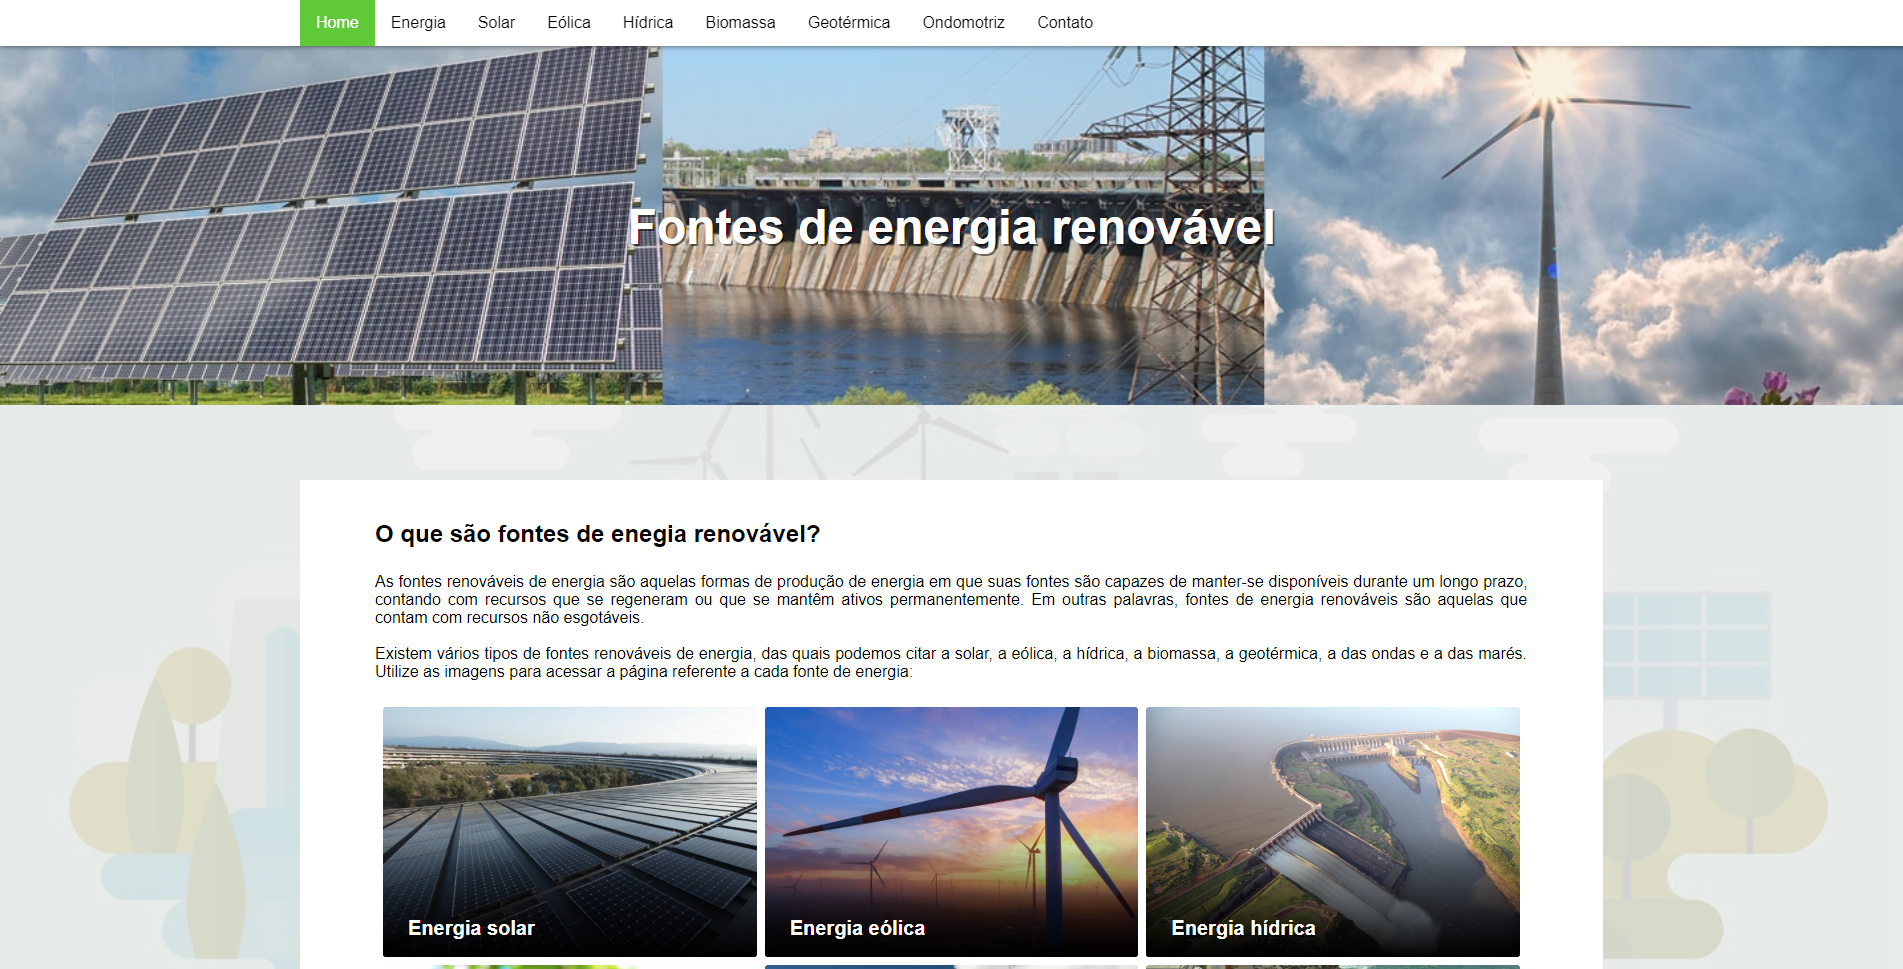 Home Energia Solar Eólica Hídrica Biomassa Geotérmica Ondomotriz Contato
Fontes de energia renovável
O que são fontes de enegia renovável?
As fontes renováveis de energia são aquelas formas de produção de energia em que suas fontes são capazes de manter-se disponíveis durante um longo prazo,
contando com recursos que se regeneram ou que se mantêm ativos permanentemente. Em outras palavras, fontes de energia renováveis são aquelas que
contam com recursos não esgotáveis.
Existem vários tipos de fontes renováveis de energia, das quais podemos citar a solar, a eólica, a hídrica, a biomassa, a geotérmica, a das ondas e a das marés.
Utilize as imagens para acessar a página referente a cada fonte de energia:
Energia solar
Energia eólica
Energia hídrica